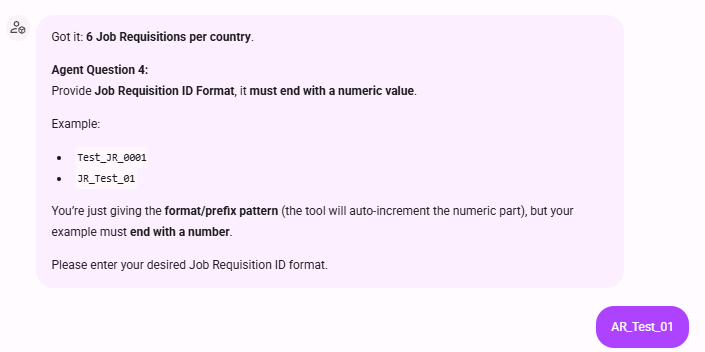 Got it: 6 Job Requisitions per country.
Agent Question 4:
Provide Job Requisition ID Format, it must end with a numeric value.
Example:
Test_JR_0001
JR_Test_01
You're just giving the format/prefix pattern (the tool will auto-increment the numeric part), but your
example must end with a number.
Please enter your desired Job Requisition ID format.
AR_Test_01